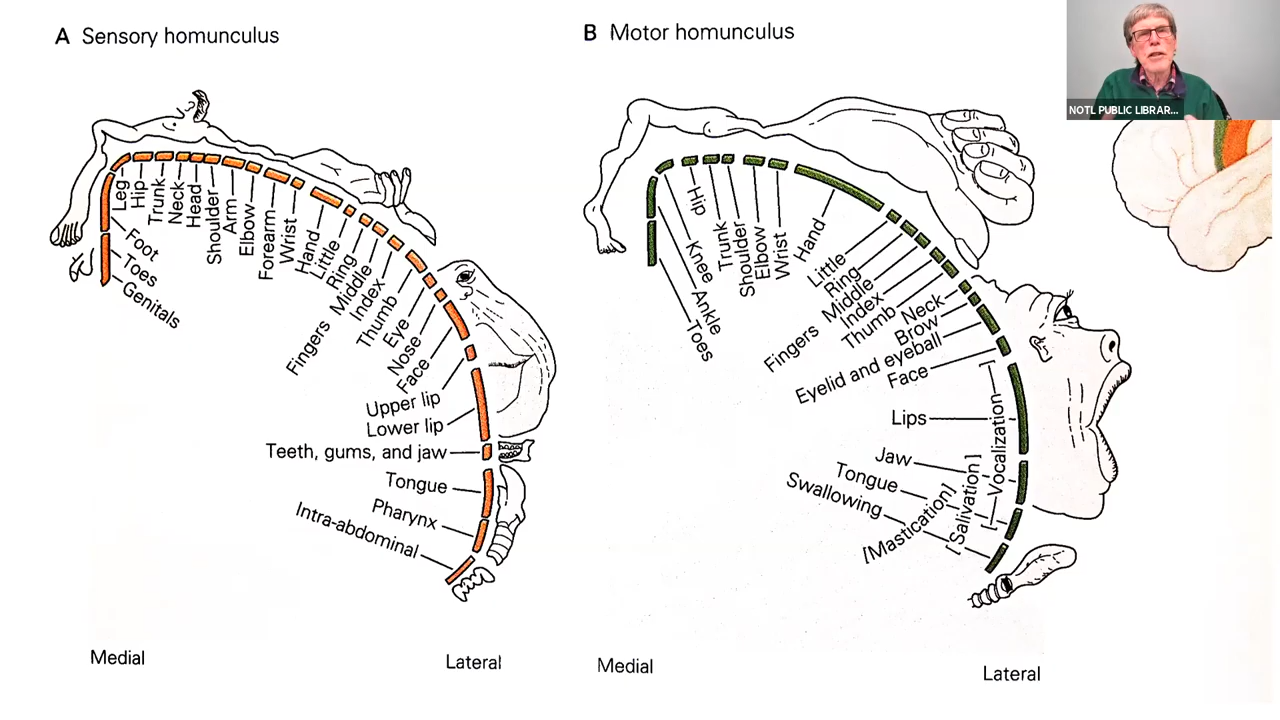 A Sensory homunculus
Leg
Hip
Trunk
Neck
Head
Shoulder
Arm
Elbow
Forearm
Wrist
Hand
Little
Ring
Middle
Index
Thumb
Fingers
Eye
Nose
Face
Upper lip
Lower lip
Teeth, gums, and jaw
Tongue
Pharynx
Intra-abdominal
Foot
Toes
Genitals
Medial
Lateral
B Motor homunculus
Hip
Trunk
Shoulder
Elbow
Wrist
Hand
Little
Ring
Middle
Index
Thumb
Fingers
Neck
Brow
Eyelid and eyeball
Face
Lips
Jaw
Tongue
Swallowing
[Mastication]
[Salivation]
[Vocalization]
Knee
Ankle
Toes
Medial
Lateral
NOTL PUBLIC LIBRAR...